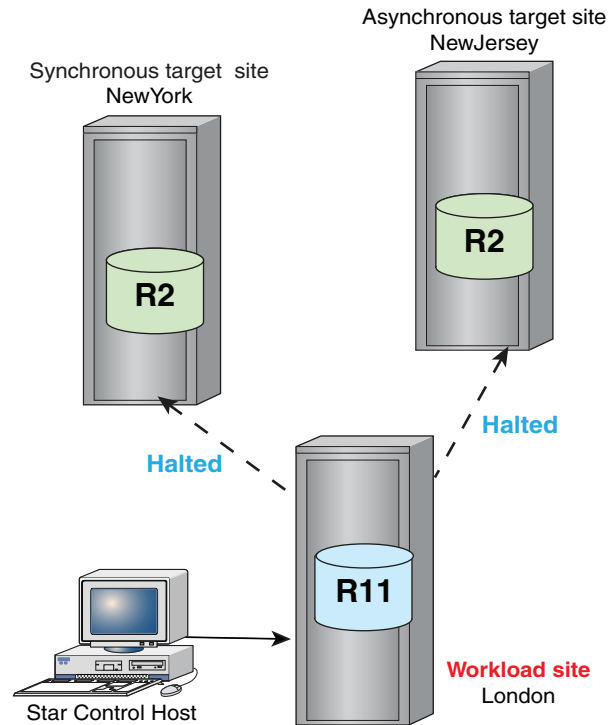 Asynchronous target site
NewJersey
Synchronous target site
NewYork
R2
R2
Halted
Halted
R11
Workload site
London
Star Control Host